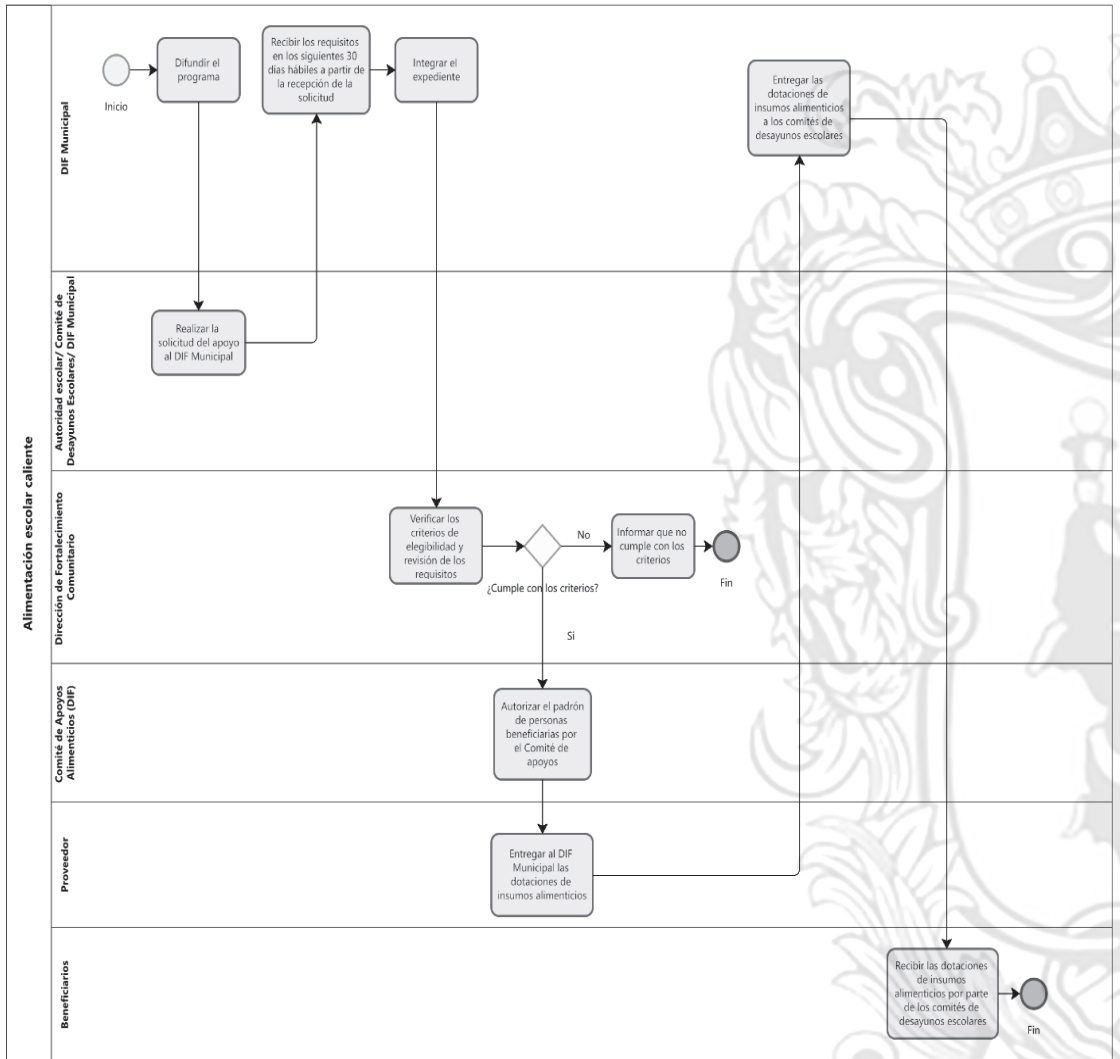 Alimentación escolar caliente
DIF Municipal
Inicio
Difundir el
programa
Recibir los requisitos
en los siguientes 30
días hábiles a partir de
la recepción de la
solicitud
Integrar el
expediente
Entregar las
dotaciones de
insumos alimenticios
a los comités de
desayunos escolares
Autoridad escolar/ Comité de
Desayunos Escolares/ DIF Municipal
Realizar la
solicitud del apoyo
al DIF Municipal
Dirección de Fortalecimiento
Comunitario
Verificar los
criterios de
elegebilidad y
revisión de los
requisitos
¿Cumple con los criterios?
No
Informar que no
cumple con los
criterios
Fin
Si
Comité de Apoyos
Alimenticios (DIF)
Autorizar el padrón
de personas
beneficiarias por
el Comité de
apoyos
Proveedor
Entregar al DIF
Municipal las
dotaciones de
insumos alimenticios
Beneficiarios
Recibir las dotaciones
de insumos
alimenticios por parte
de los comités de
desayunos escolares
Fin